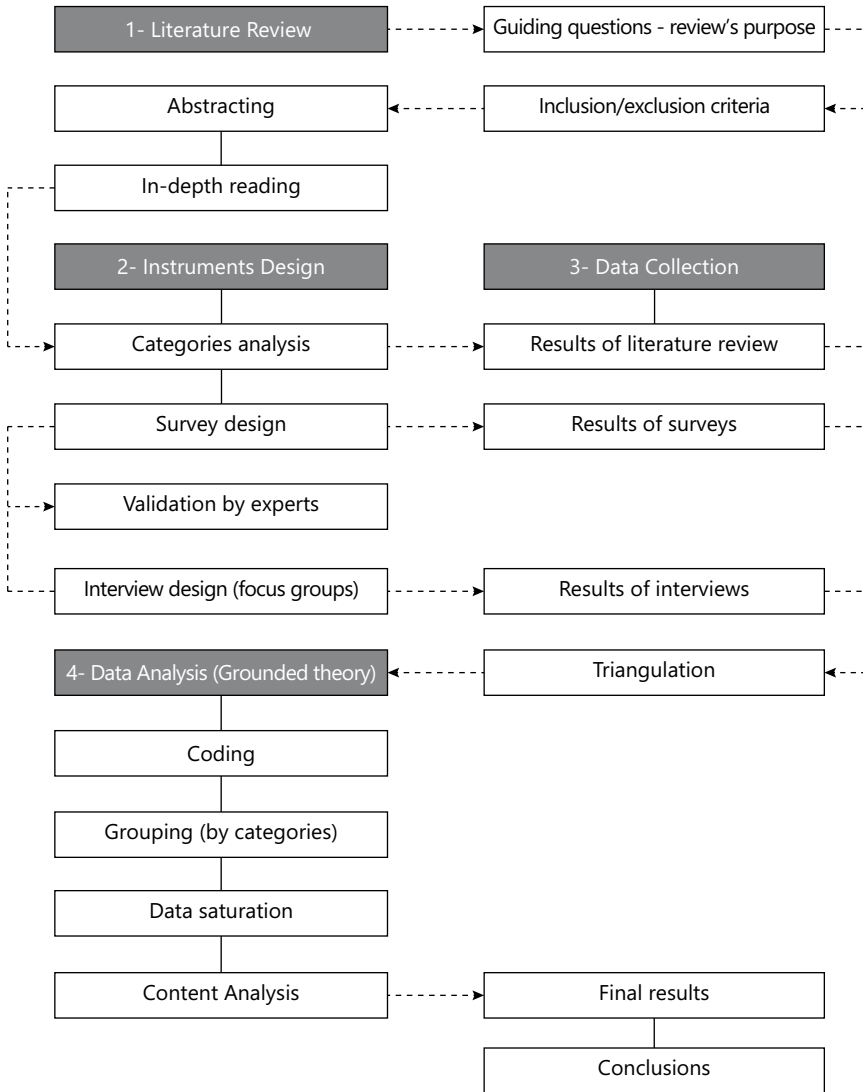 1- Literature Review
Guiding questions - review's purpose
Abstracting
Inclusion/exclusion criteria
In-depth reading
2- Instruments Design
3- Data Collection
Categories analysis
Results of literature review
Survey design
Results of surveys
Validation by experts
Interview design (focus groups)
Results of interviews
4- Data Analysis (Grounded theory)
Triangulation
Coding
Grouping (by categories)
Data saturation
Content Analysis
Final results
Conclusions